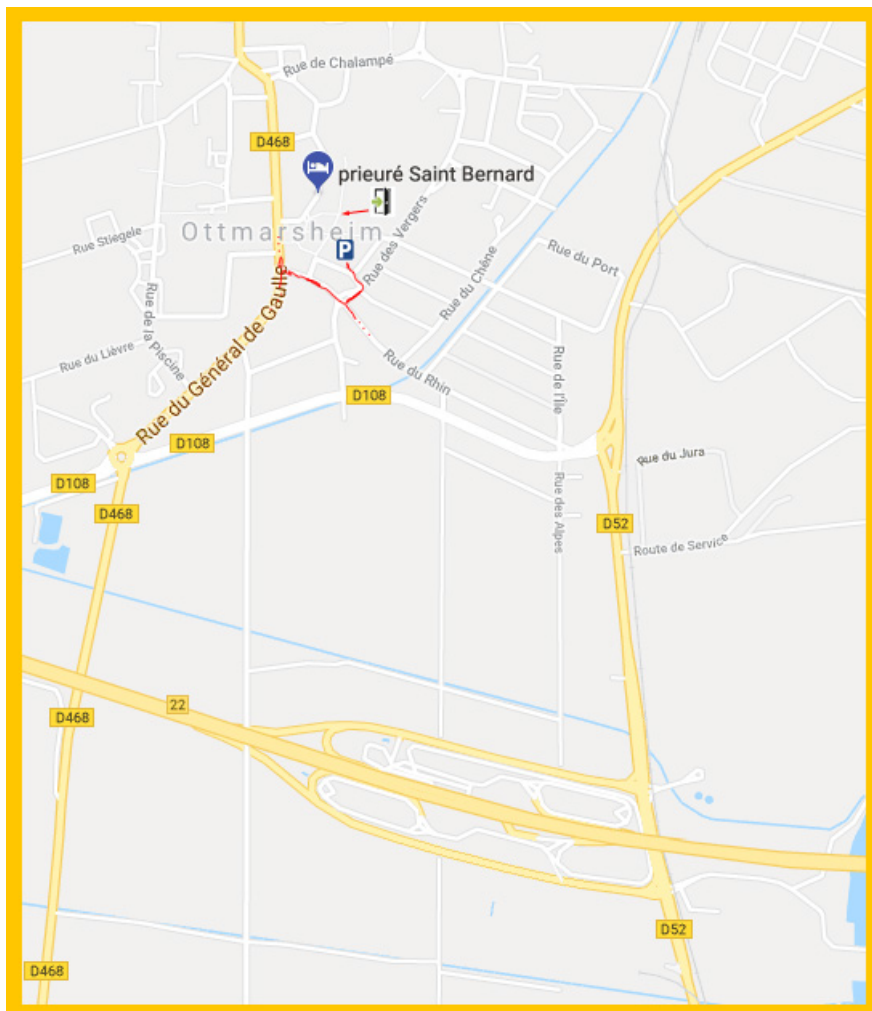 Rue de Chalampé
D468
prieuré Saint Bernard
Rue Stiegele
Ottmarsheim
Rue des Vergers
P
Rue du Chêne
Rue du Port
Rue de la Piscine
Rue du Général de Gaulle
Rue du Lièvre
Rue du Rhin
Rue de l'Île
D108
D108
D108
Rue du Jura
D468
Rue des Alpes
D52
Route de Service
22
D468
D52
D468